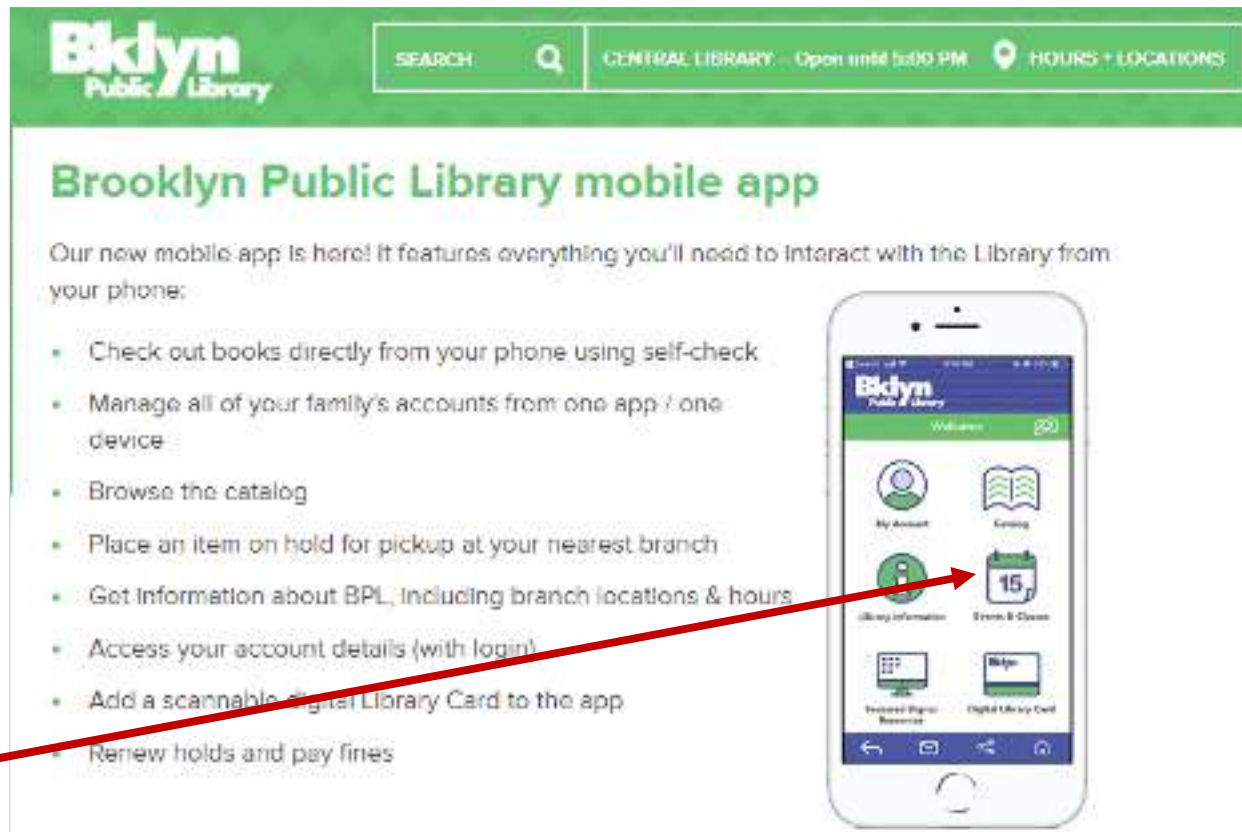 Bklyn
Public Library
SEARCH
CENTRAL LIBRARY Open until 5:00 PM
HOURS + LOCATIONS
Brooklyn Public Library mobile app
Our new mobile app is here! It features everything you'll need to interact with the Library from
your phone:
• Check out books directly from your phone using self-check
• Manage all of your family's accounts from one app / one
device
• Browse the catalog
• Place an item on hold for pickup at your nearest branch
• Get information about BPL, including branch locations & hours
• Access your account details (with login)
• Add a scannable digital Library Card to the app
• Renew holds and pay fines
Bklyn
Public Library
Welcome
My Account
Catalog
15
Library Information
Events & Classes
Bklyn
Featured Digital
Resources
Digital Library Card